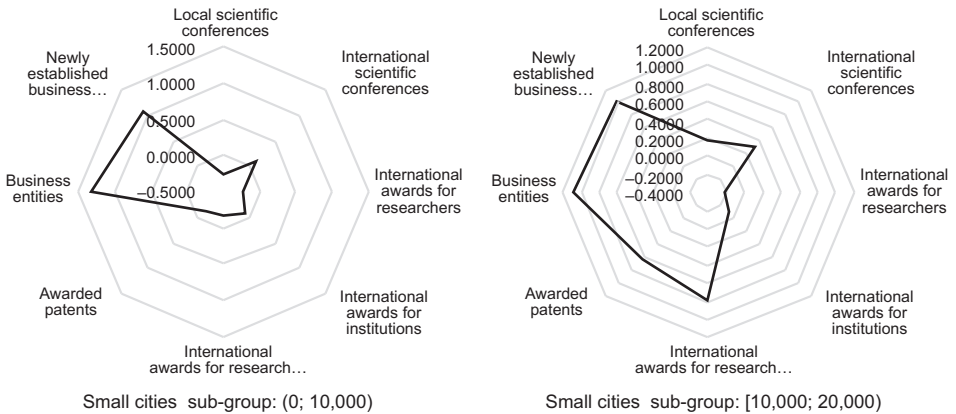 Local scientific
conferences
1.5000
1.0000
0.5000
0.0000
–0.5000
International
scientific
conferences
International
awards for
researchers
International
awards for
institutions
International
awards for research…
Awarded
patents
Business
entities
Newly
established
business…
Small cities sub-group: (0; 10,000)
Local scientific
conferences
1.2000
1.0000
0.8000
0.6000
0.4000
0.2000
0.0000
–0.2000
–0.4000
International
scientific
conferences
International
awards for
researchers
International
awards for
institutions
International
awards for research…
Awarded
patents
Business
entities
Newly
established
business…
Small cities sub-group: [10,000; 20,000)